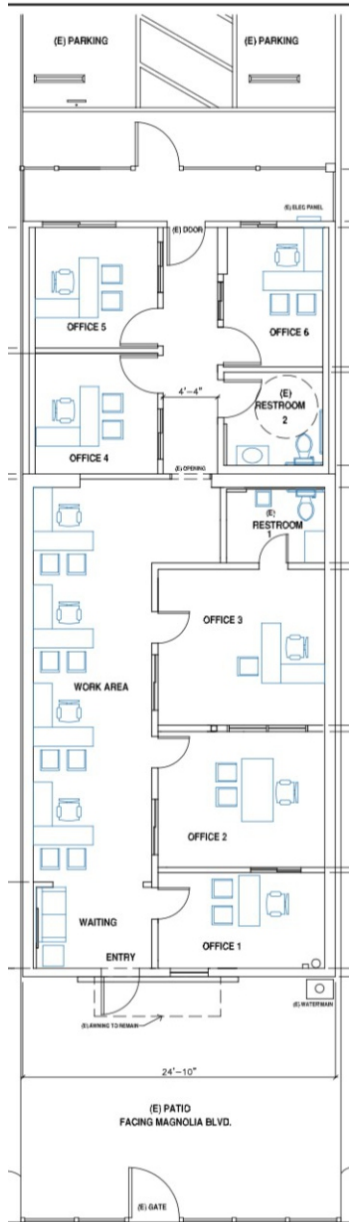 (E) PARKING
(E) PARKING
(E) ELEC PANEL
(E) DOOR
OFFICE 5
OFFICE 6
4'-4"
(E)
RESTROOM
2
OFFICE 4
(E) OPENING
(E)
RESTROOM
1
OFFICE 3
WORK AREA
OFFICE 2
WAITING
OFFICE 1
ENTRY
(E) WATERMAIN
(E) AWNING TO REMAIN
24'-10"
(E) PATIO
FACING MAGNOLIA BLVD.
(E) GATE